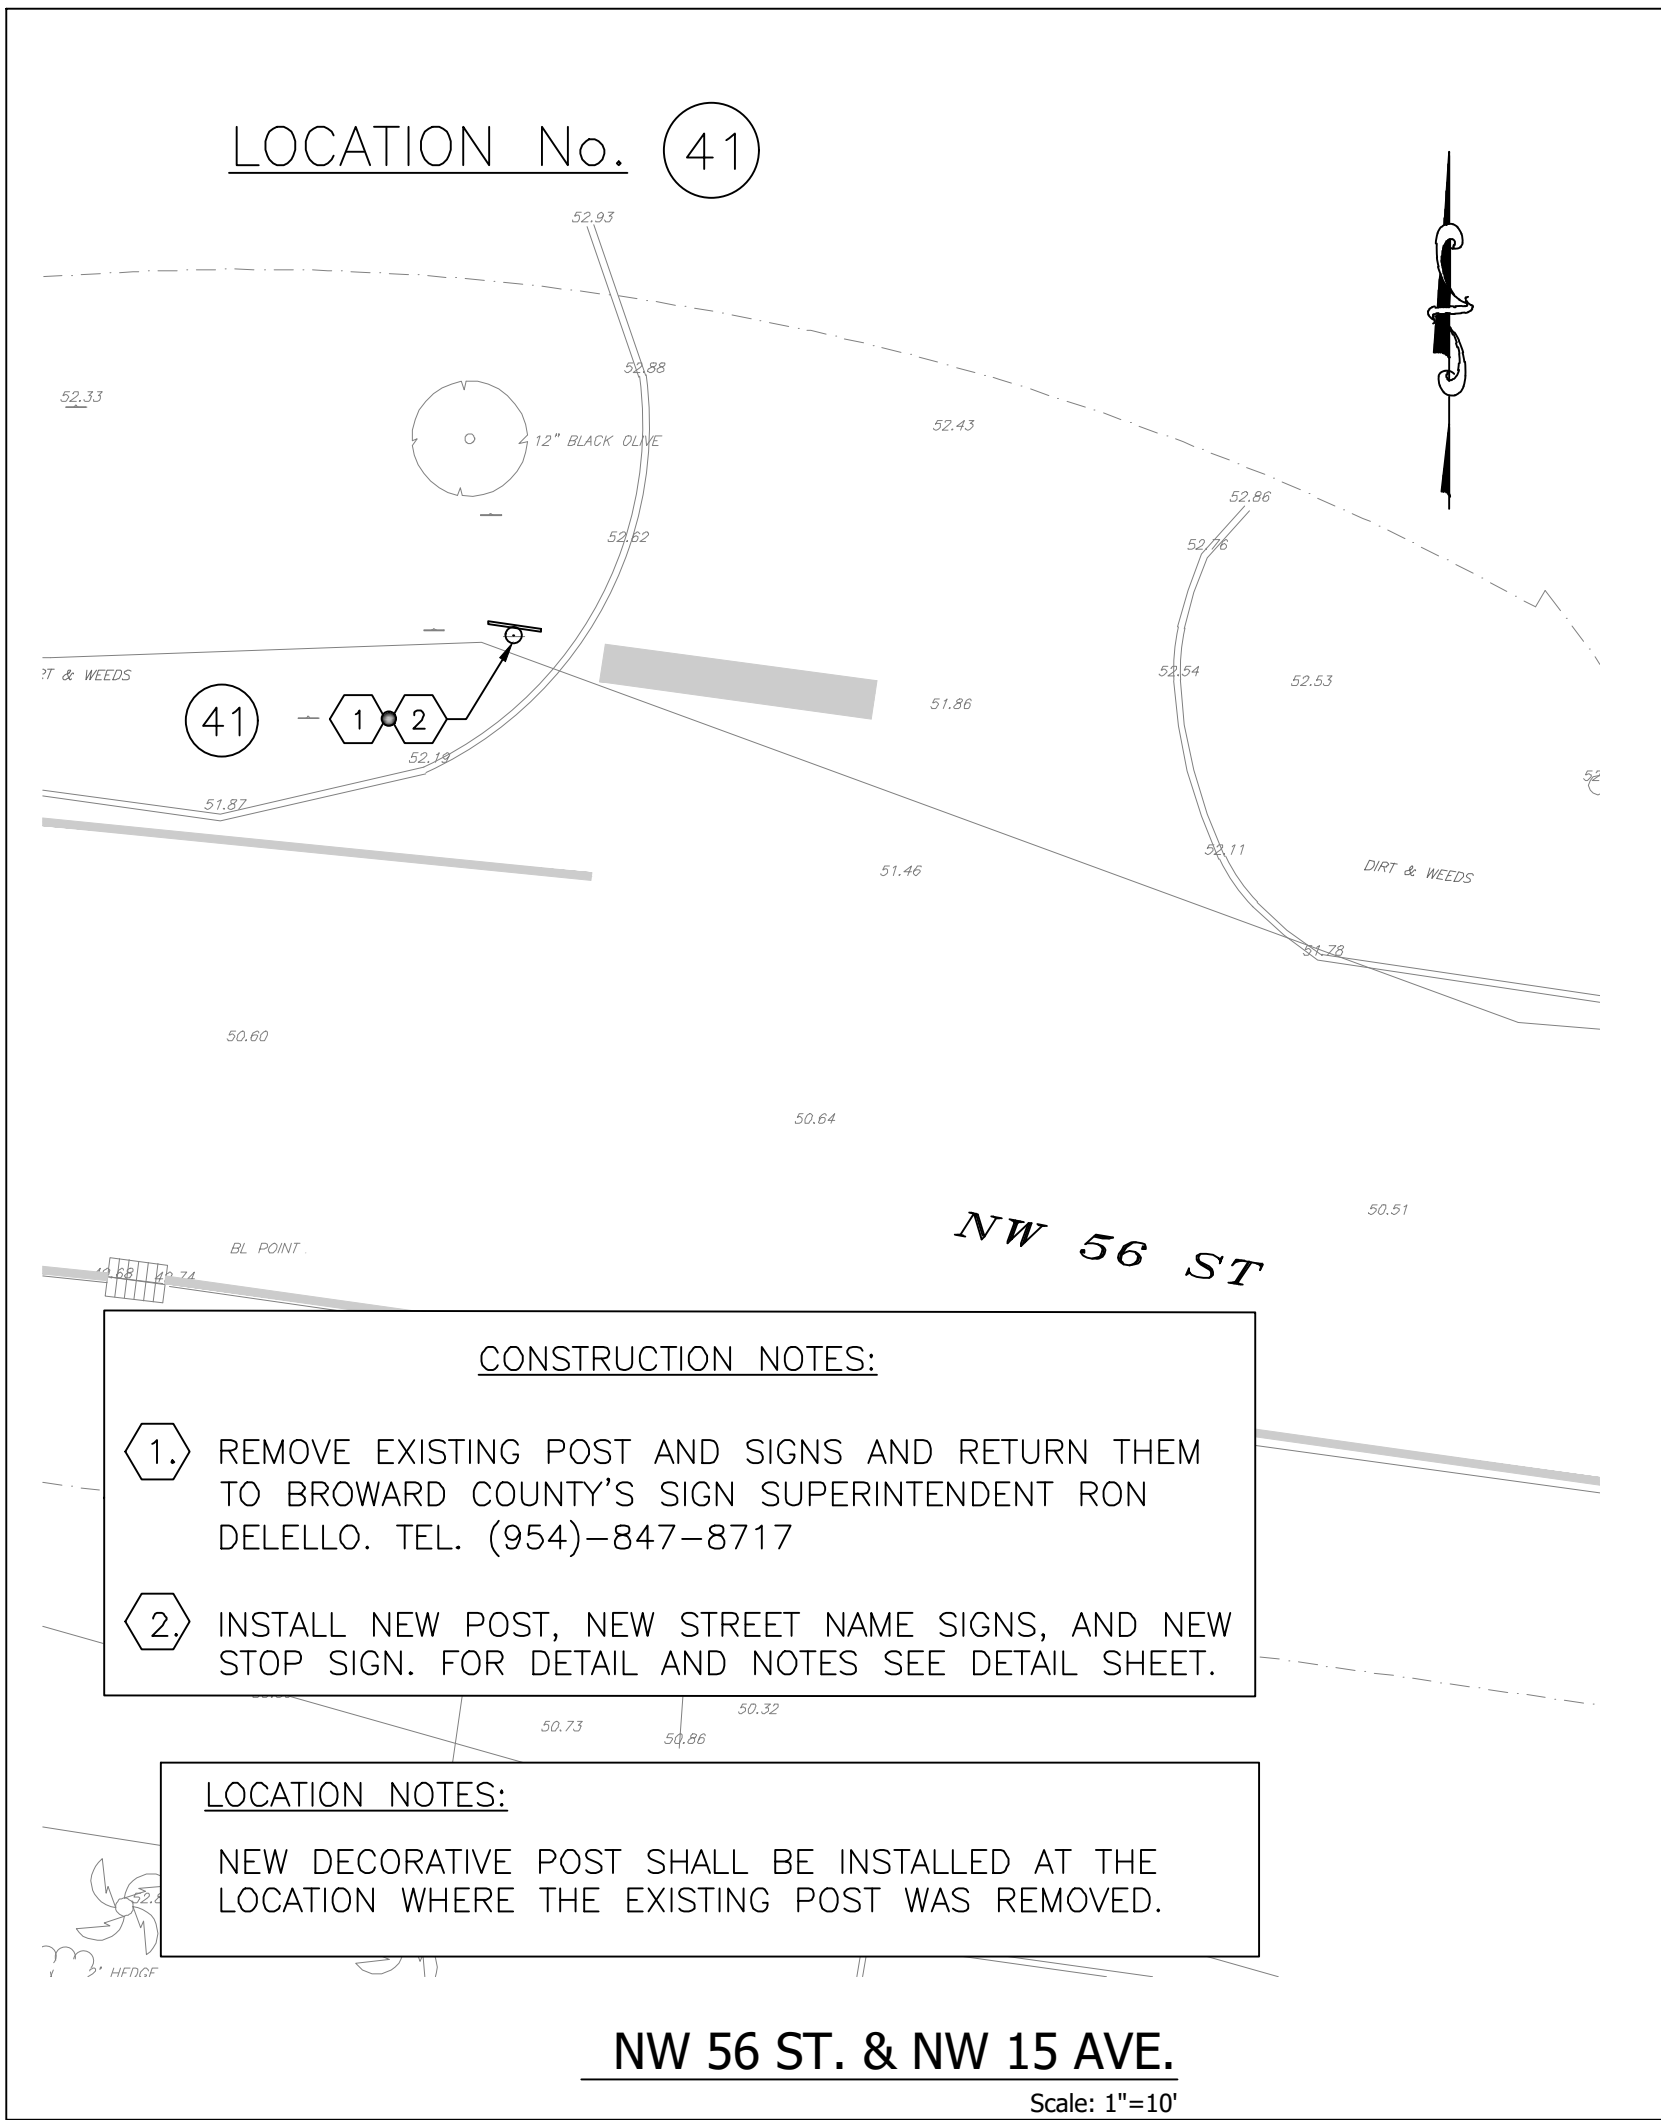 LOCATION No. 41
52.93
52.88
52.33
12" BLACK OLIVE
52.43
52.86
52.76
52.62
& WEEDS
52.54
52.53
51.86
41
1 2
52.19
51.87
52.11
51.46
DIRT & WEEDS
51.78
50.60
50.64
50.51
NW 56 ST
BL POINT
49.74
CONSTRUCTION NOTES:
1. REMOVE EXISTING POST AND SIGNS AND RETURN THEM
TO BROWARD COUNTY'S SIGN SUPERINTENDENT RON
DELELLO. TEL. (954)-847-8717
2. INSTALL NEW POST, NEW STREET NAME SIGNS, AND NEW
STOP SIGN. FOR DETAIL AND NOTES SEE DETAIL SHEET.
50.32
50.73
50.86
LOCATION NOTES:
NEW DECORATIVE POST SHALL BE INSTALLED AT THE
LOCATION WHERE THE EXISTING POST WAS REMOVED.
2' HEDGE
NW 56 ST. & NW 15 AVE.
Scale: 1"=10'